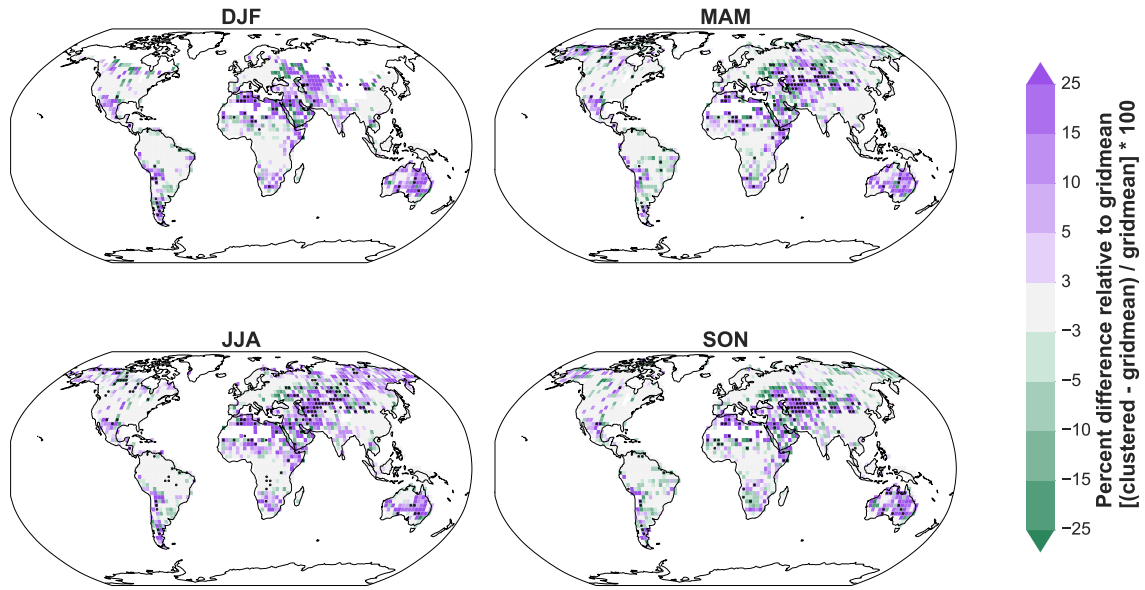 DJF
MAM
JJA
SON
25
15
10
5
3
−3
−5
−10
−15
−25
Percent difference relative to gridmean
[(clustered - gridmean) / gridmean] * 100